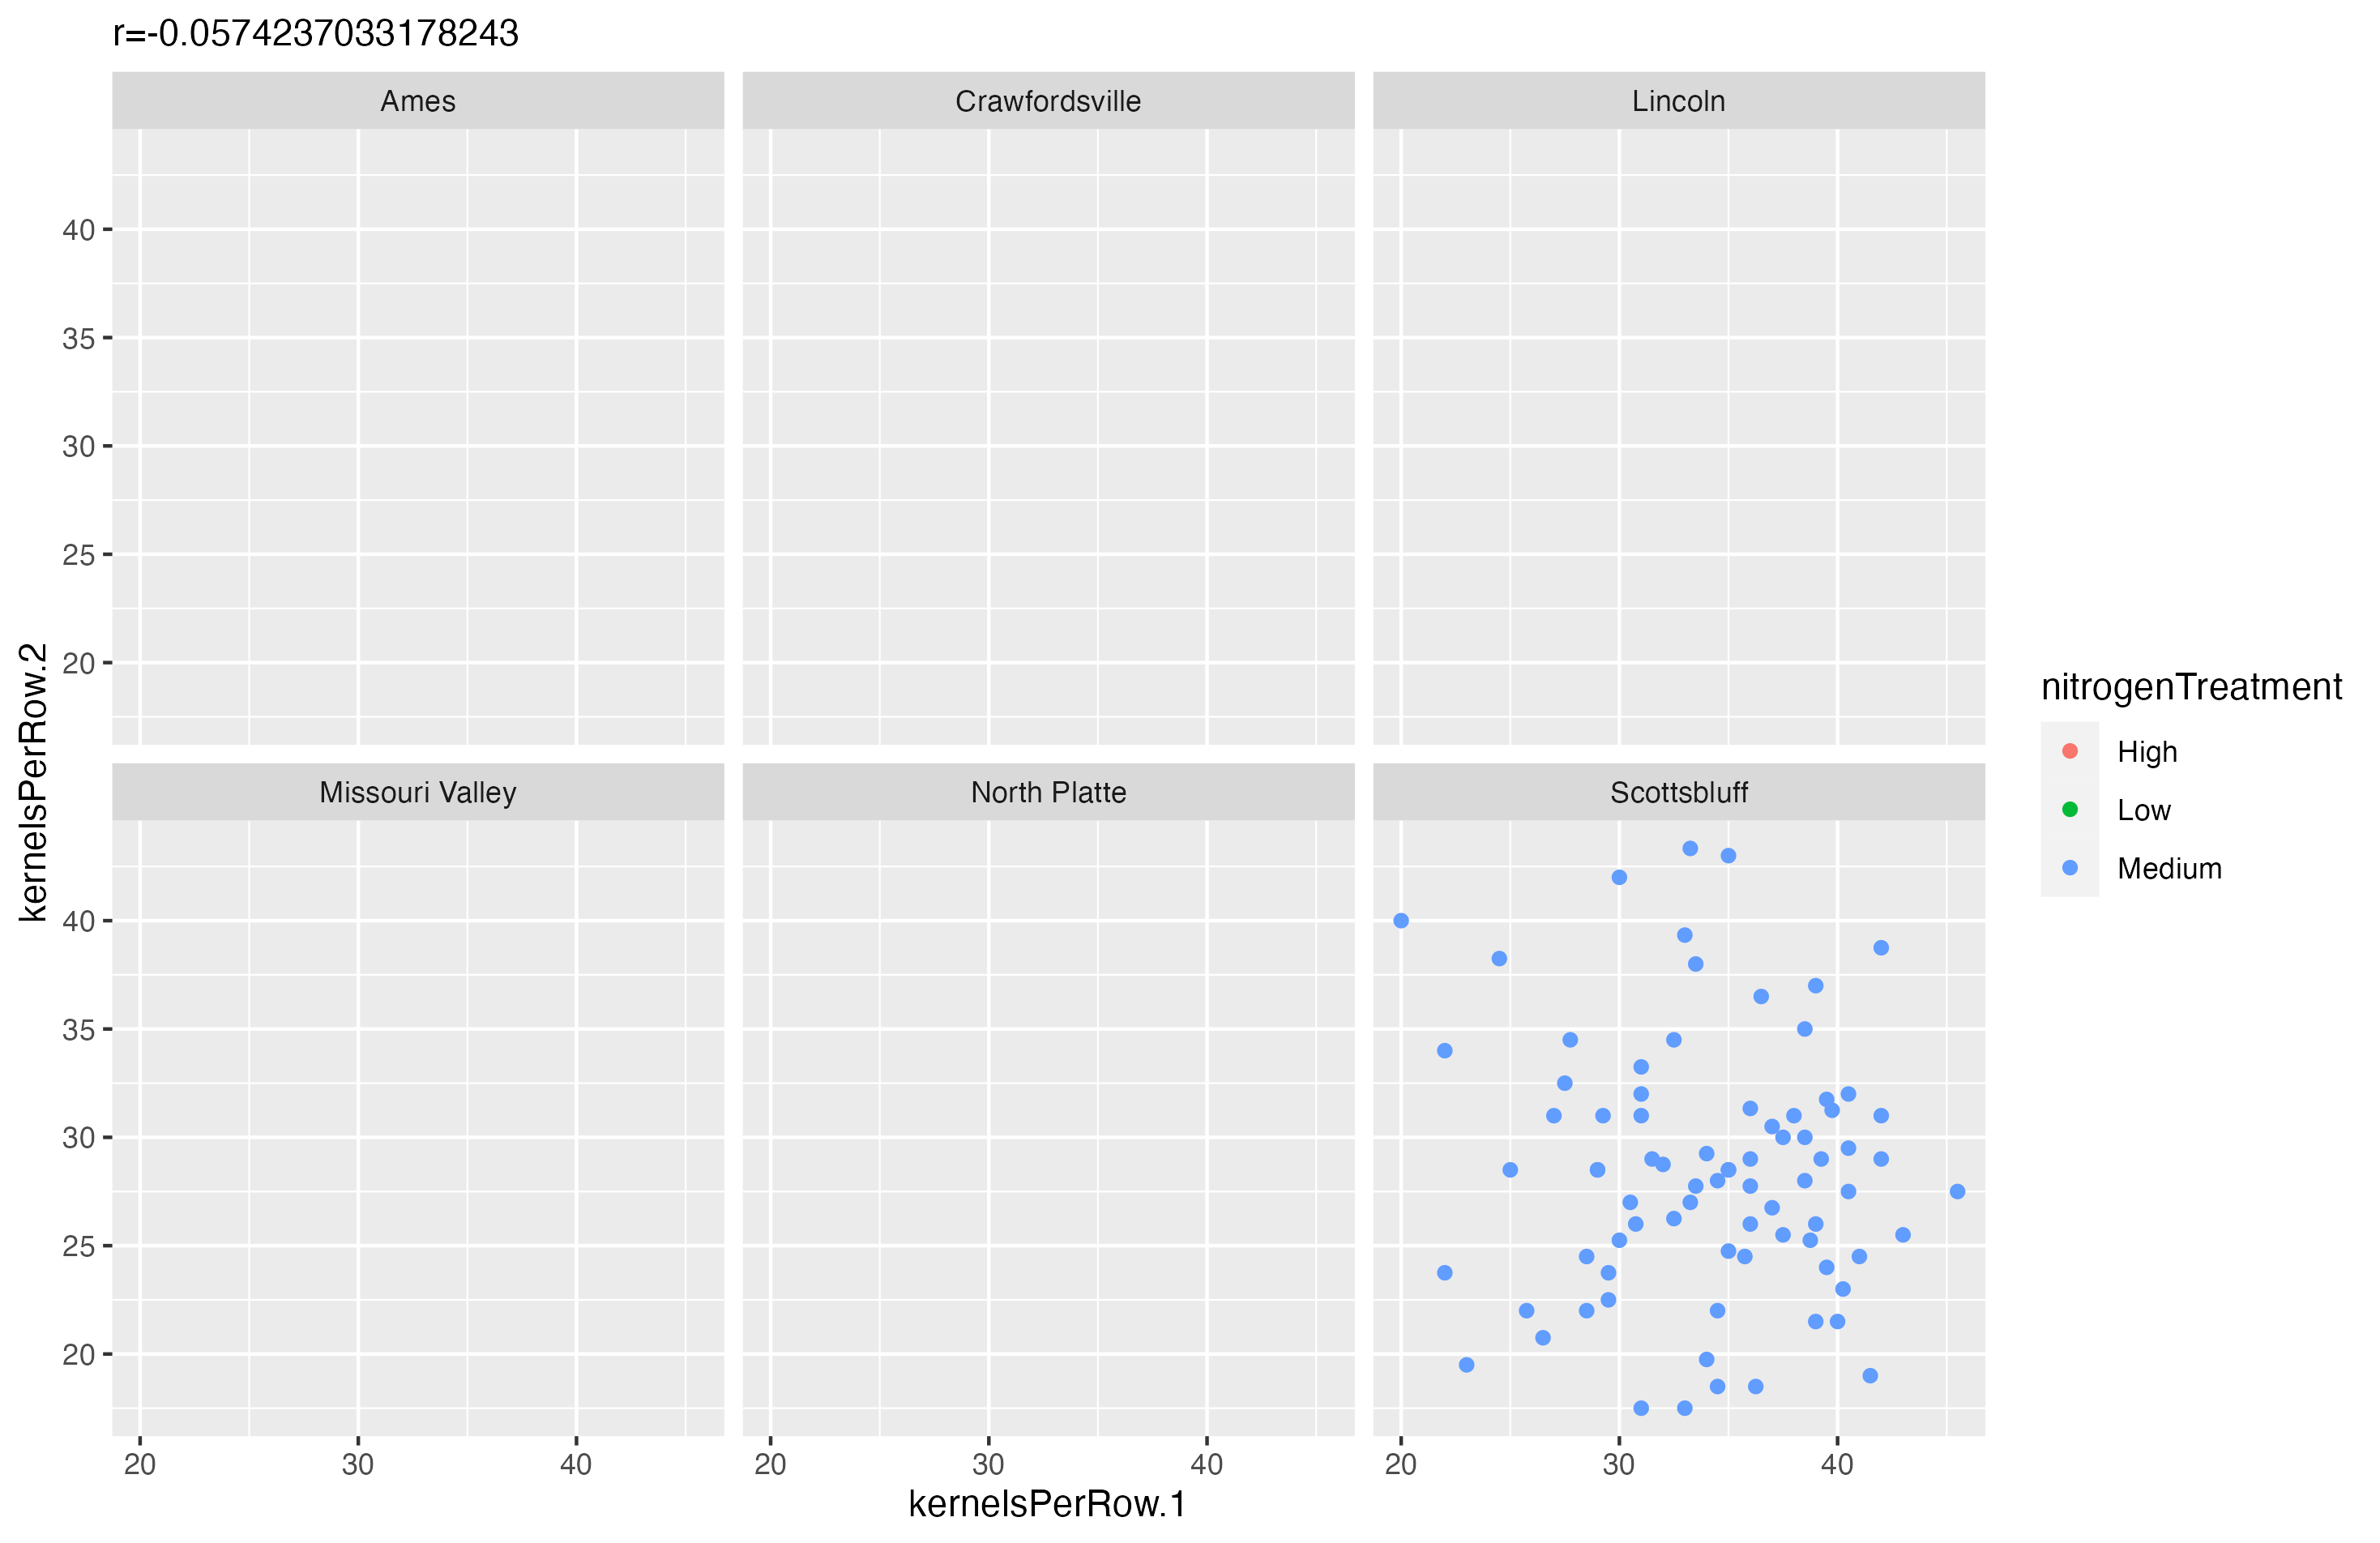 r=-0.0574237033178243
Ames
Crawfordsville
Lincoln
40
35
30
25
20
Missouri Valley
North Platte
Scottsbluff
40
35
30
25
20
20 30 40
20 30 40
20 30 40
kernelsPerRow.1
kernelsPerRow.2
nitrogenTreatment
High
Low
Medium